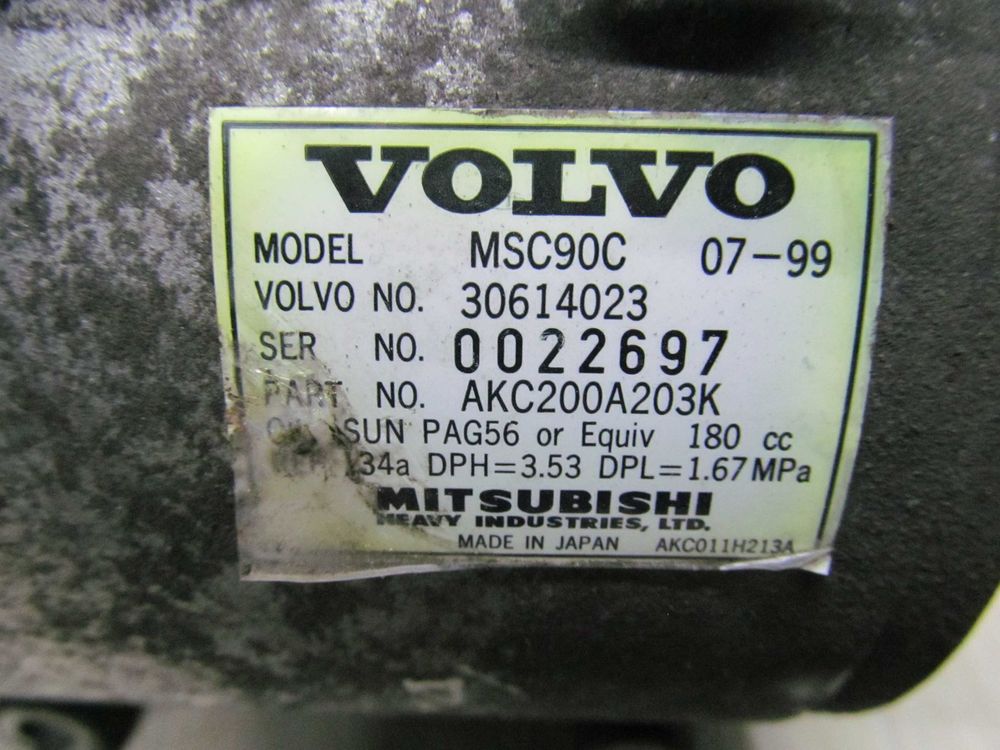 VOLVO
MODEL MSC90C 07-99
VOLVO NO. 30614023
SER NO. 0022697
PART NO. AKC200A203K
SUN PAG56 or Equiv 180 cc
34a DPH=3.53 DPL=1.67MPa
MITSUBISHI
HEAVY INDUSTRIES, LTD.
MADE IN JAPAN AKC011H213A